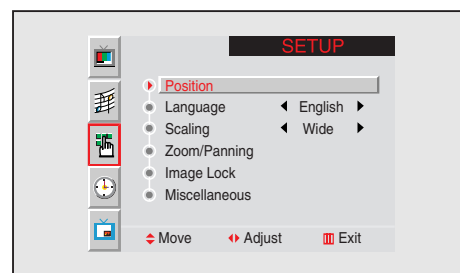 SETUP
Position
Language English
Scaling Wide
Zoom/Panning
Image Lock
Miscellaneous
Move Adjust Exit